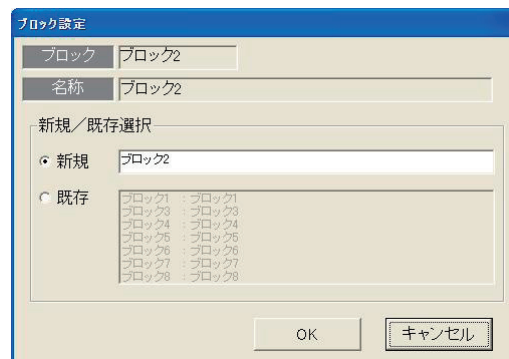 ブロック設定
ブロック ブロック2
名称 ブロック2
新規／既存選択
新規 ブロック2
既存
ブロック1 : ブロック1
ブロック3 : ブロック3
ブロック4 : ブロック4
ブロック5 : ブロック5
ブロック6 : ブロック6
ブロック7 : ブロック7
ブロック8 : ブロック8
OK キャンセル